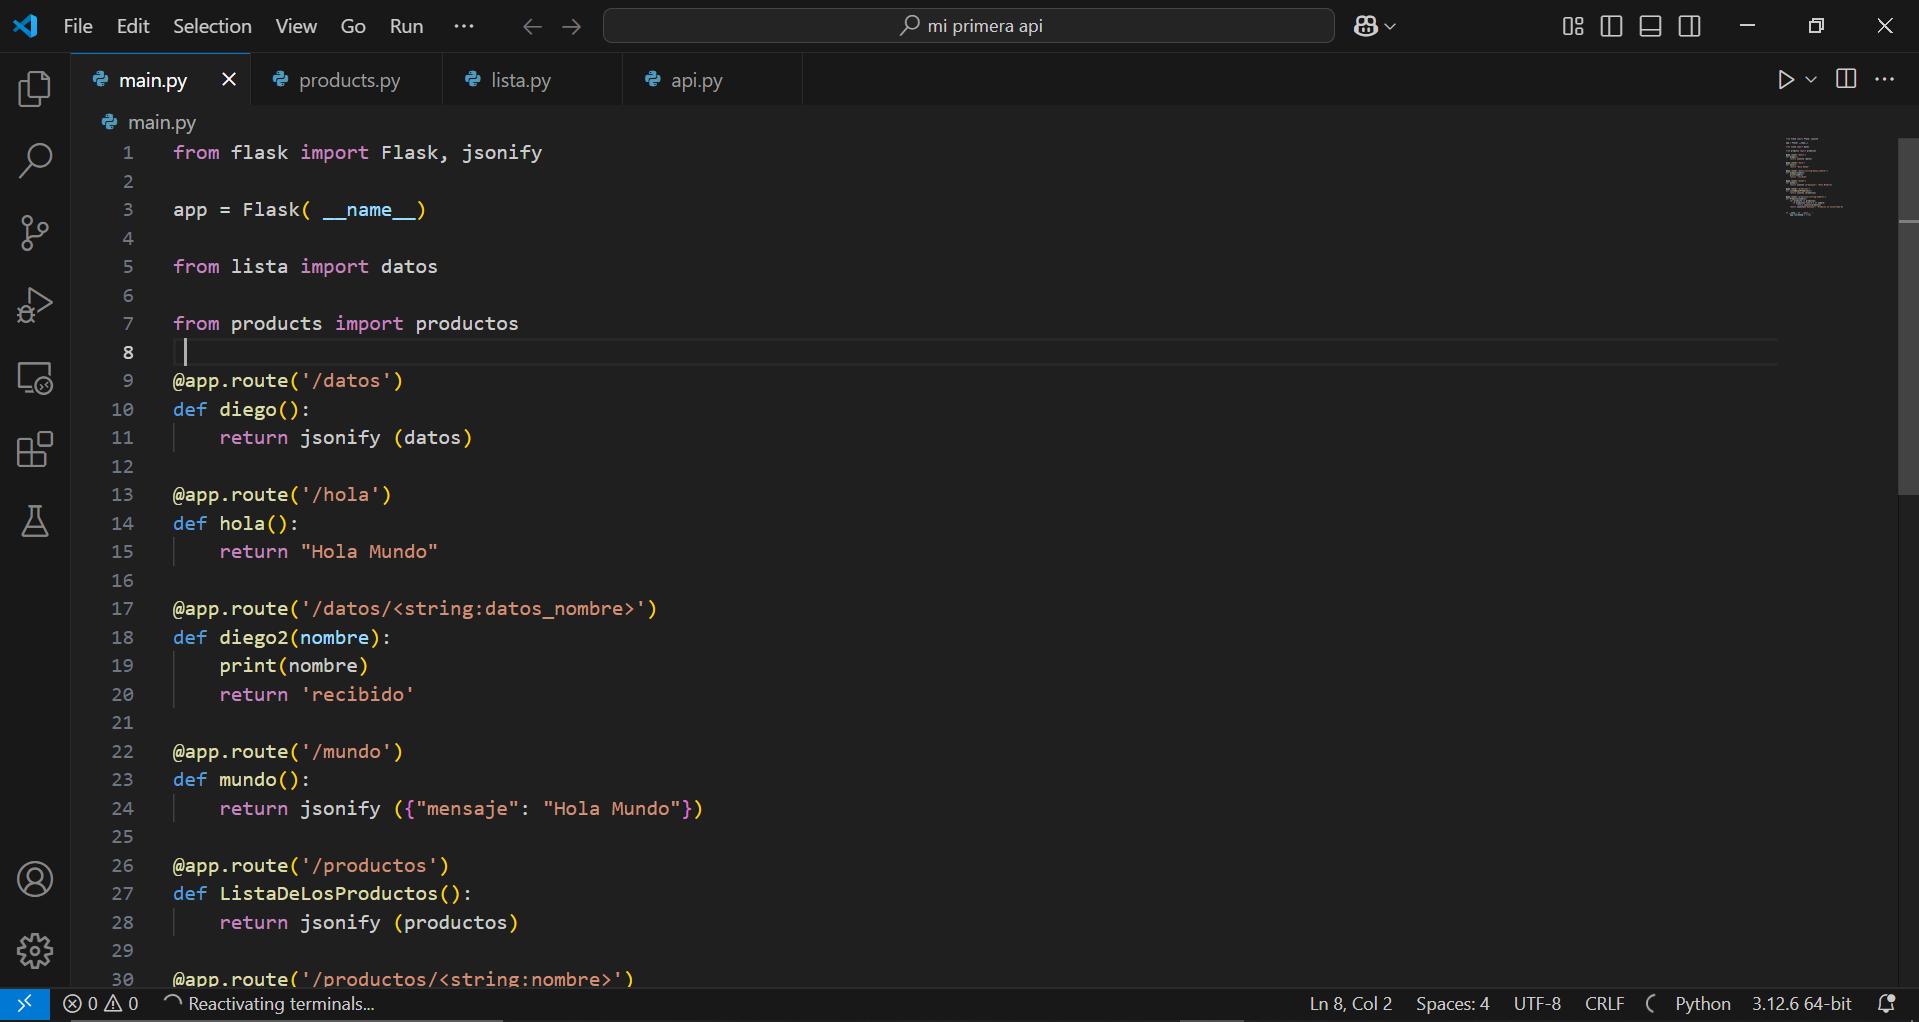 File Edit Selection View Go Run ··· mi primera api
main.py products.py lista.py api.py
main.py
1 from flask import Flask, jsonify
2
3 app = Flask( __name__)
4
5 from lista import datos
6
7 from products import productos
8
9 @app.route('/datos')
10 def diego():
11     return jsonify (datos)
12
13 @app.route('/hola')
14 def hola():
15     return "Hola Mundo"
16
17 @app.route('/datos/<string:datos_nombre>')
18 def diego2(nombre):
19     print(nombre)
20     return 'recibido'
21
22 @app.route('/mundo')
23 def mundo():
24     return jsonify ({"mensaje": "Hola Mundo"})
25
26 @app.route('/productos')
27 def ListaDeLosProductos():
28     return jsonify (productos)
29
30 @app.route('/productos/<string:nombre>')
0 0 Reactivating terminals... Ln 8, Col 2 Spaces: 4 UTF-8 CRLF Python 3.12.6 64-bit